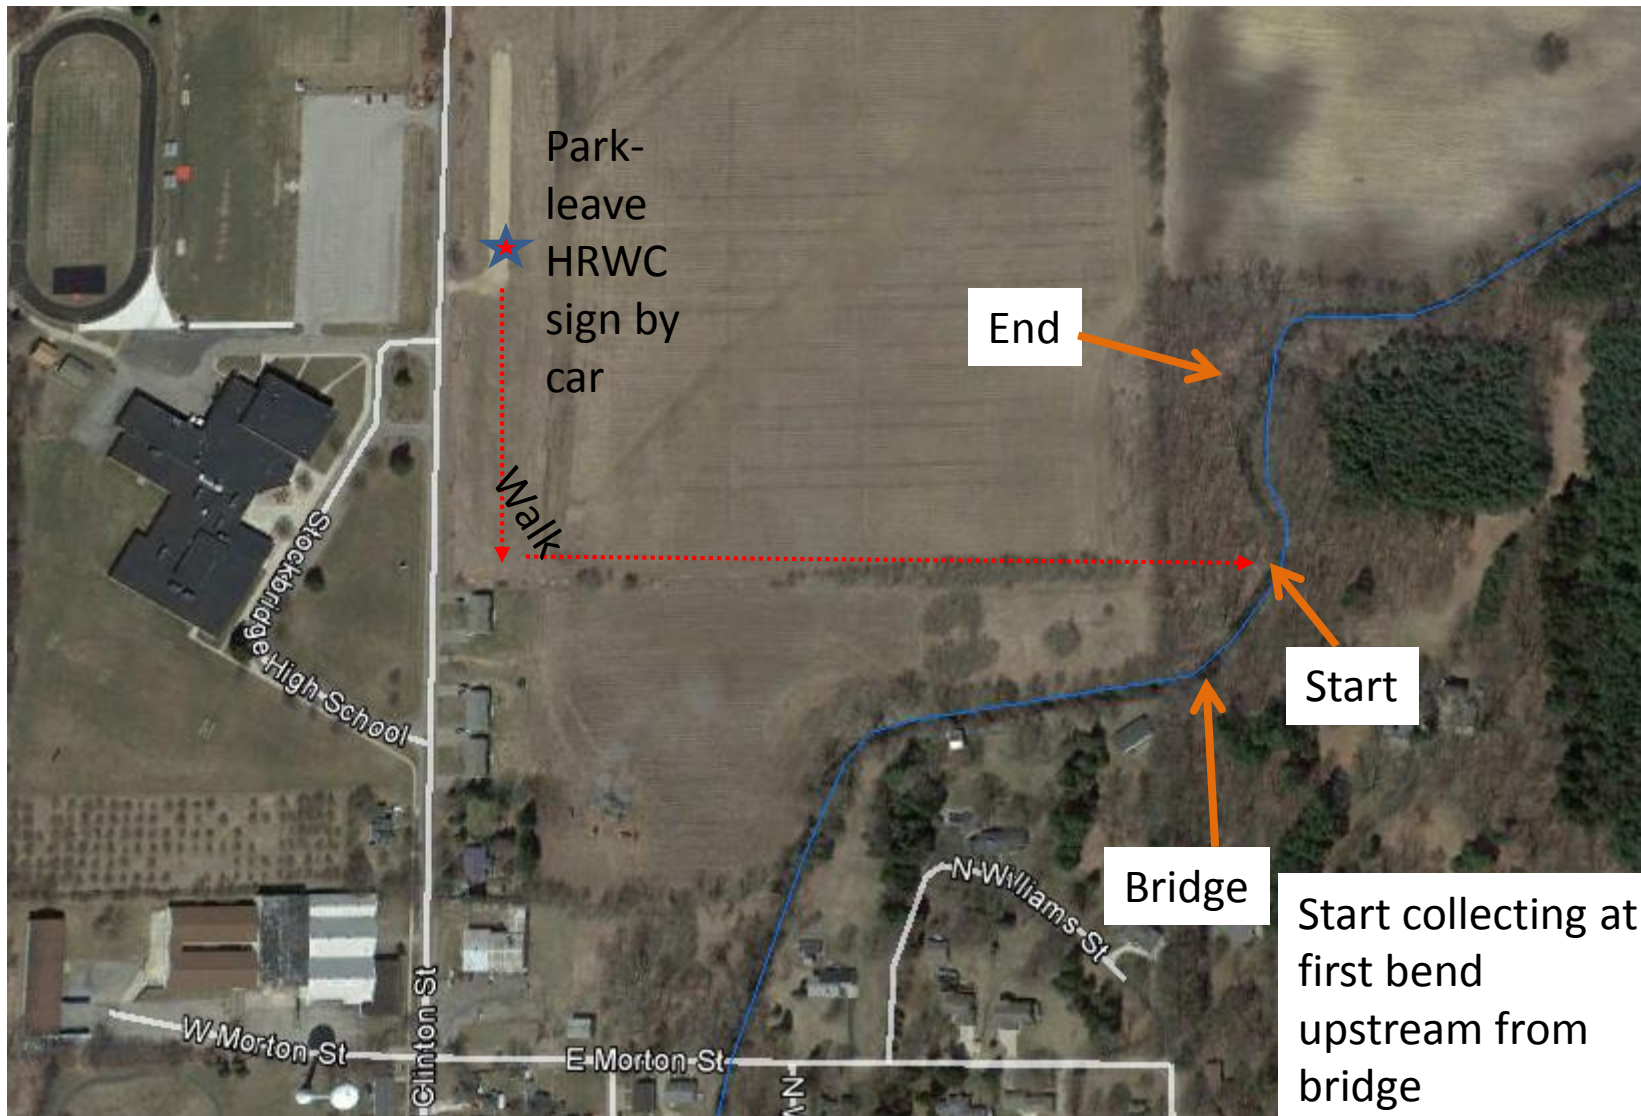 Park-
leave
HRWC
sign by
car
End
Walk
Start
Stockbridge High School
Bridge
N Williams St
Start collecting at
first bend
upstream from
bridge
Clinton St
W Morton St
E Morton St
N